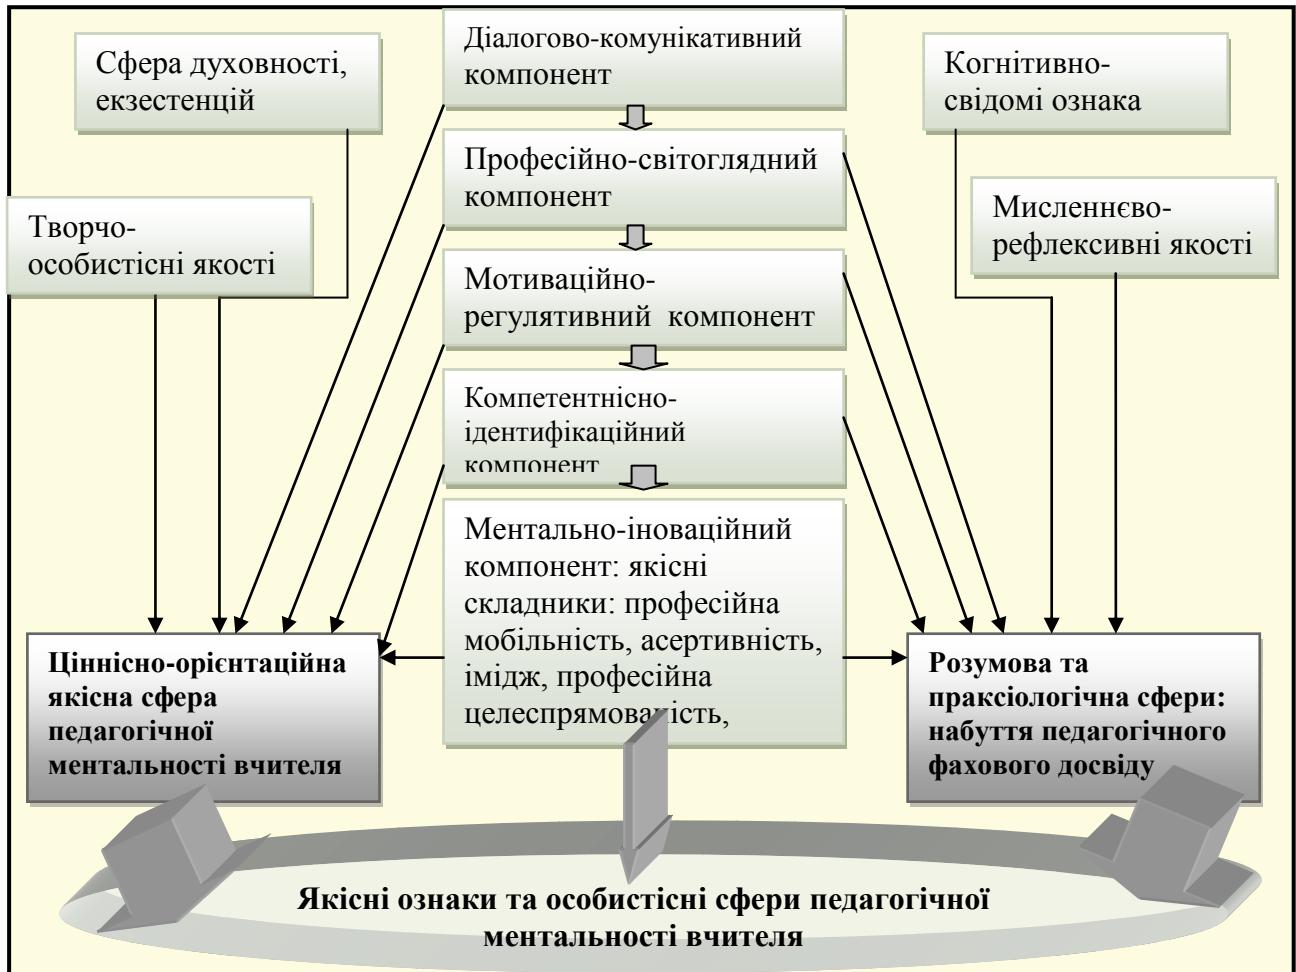 Діалогово-комунікативний
компонент
Сфера духовності,
екзестенцій
Когнітивно-
свідомі ознака
Професійно-світоглядний
компонент
Творчо-
особистісні якості
Мисленнєво-
рефлексивні якості
Мотиваційно-
регулятивний компонент
Компетентнісно-
ідентифікаційний
компонент
Ментально-іноваційний
компонент: якісні
складники: професійна
мобільність, асертивність,
імідж, професійна
целеспрямованість,
Ціннісно-орієнтаційна
якісна сфера
педагогічної
ментальності вчителя
Розумова та
праксіологічна сфери:
набуття педагогічного
фахового досвіду
Якісні ознаки та особистісні сфери педагогічної
ментальності вчителя